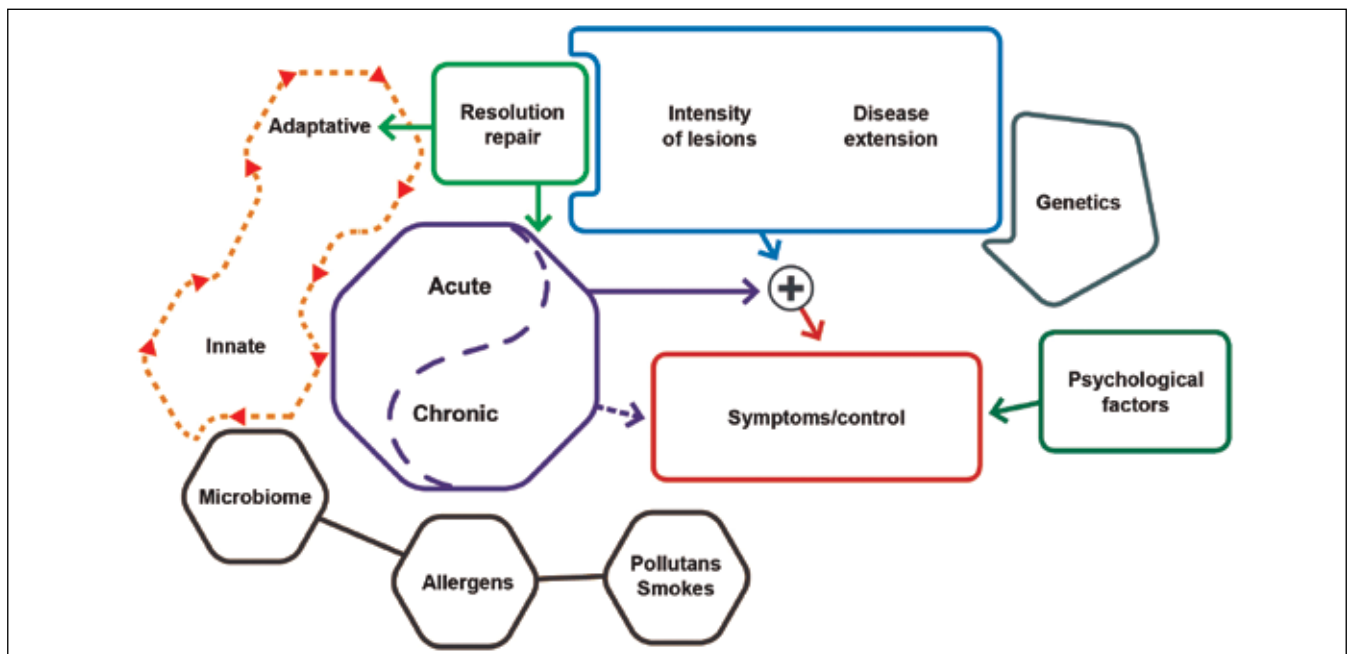 Adaptative
Resolution
repair
Intensity
of lesions
Disease
extension
Genetics
Acute
Innate
Chronic
Symptoms/control
Psychological
factors
Microbiome
Allergens
Pollutans
Smokes